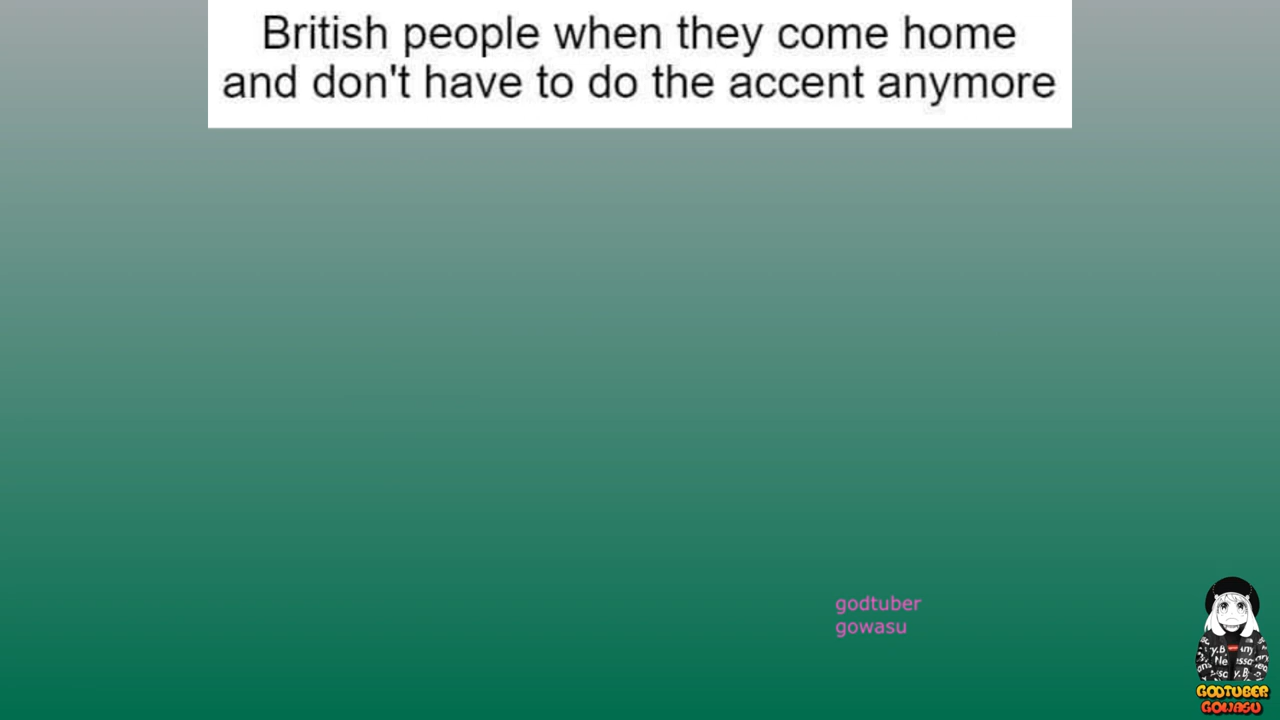 British people when they come home
and don't have to do the accent anymore
godtuber
gowasu
GODTUBER
GOWASU